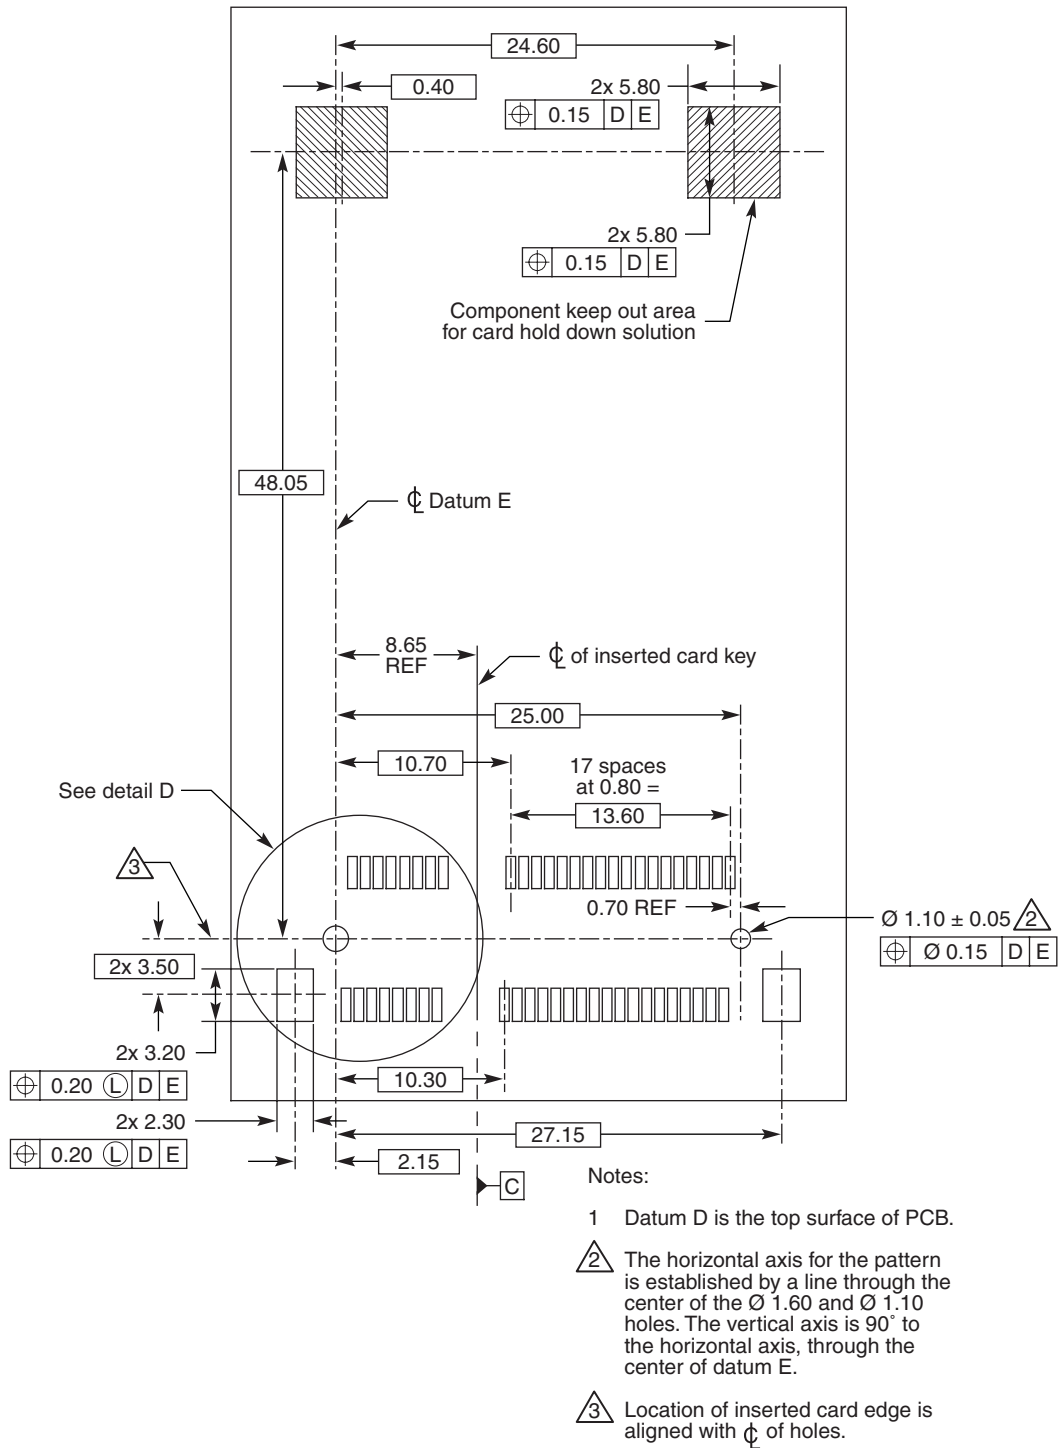 24.60
0.40
2x 5.80
⌖ 0.15 D E
2x 5.80
⌖ 0.15 D E
Component keep out area
for card hold down solution
48.05
℄ Datum E
8.65
REF
℄ of inserted card key
25.00
10.70
17 spaces
at 0.80 =
13.60
See detail D
3
0.70 REF
Ø 1.10 ± 0.05 2
⌖ Ø 0.15 D E
2x 3.50
2x 3.20
⌖ 0.20 Ⓛ D E
10.30
2x 2.30
⌖ 0.20 Ⓛ D E
27.15
2.15
C
Notes:
1 Datum D is the top surface of PCB.
2 The horizontal axis for the pattern
is established by a line through the
center of the Ø 1.60 and Ø 1.10
holes. The vertical axis is 90° to
the horizontal axis, through the
center of datum E.
3 Location of inserted card edge is
aligned with ℄ of holes.